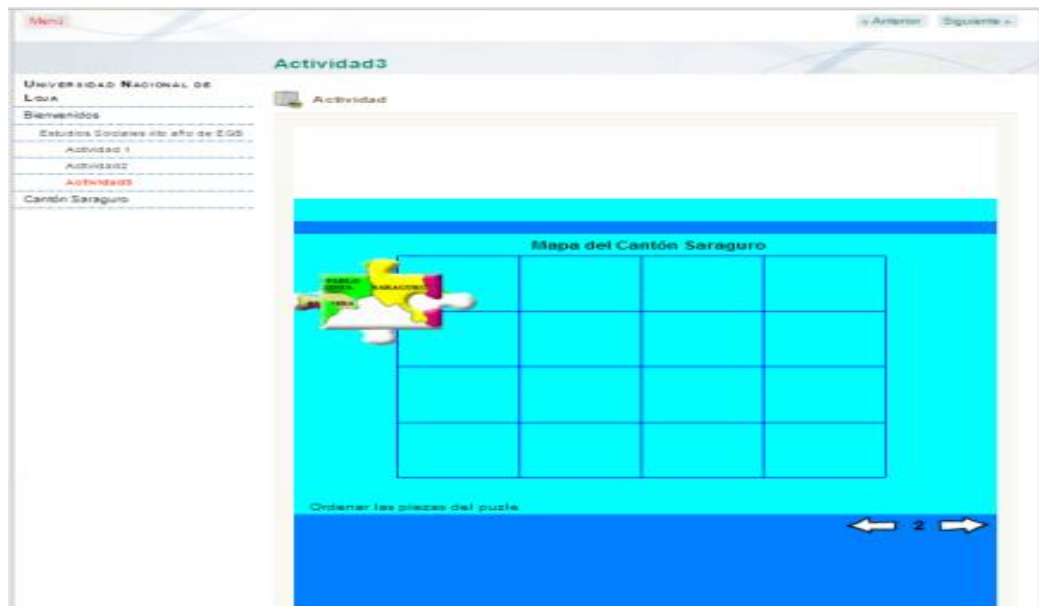 Menú
« Anterior Siguiente »
Actividad3
UNIVERSIDAD NACIONAL DE
LOJA
Actividad
Bienvenidos
Estudios Sociales 4to año de EGB
Actividad 1
Actividad2
Actividad3
Cantón Saraguro
Mapa del Cantón Saraguro
SARAGURO
Ordenar las piezas del puzle
2